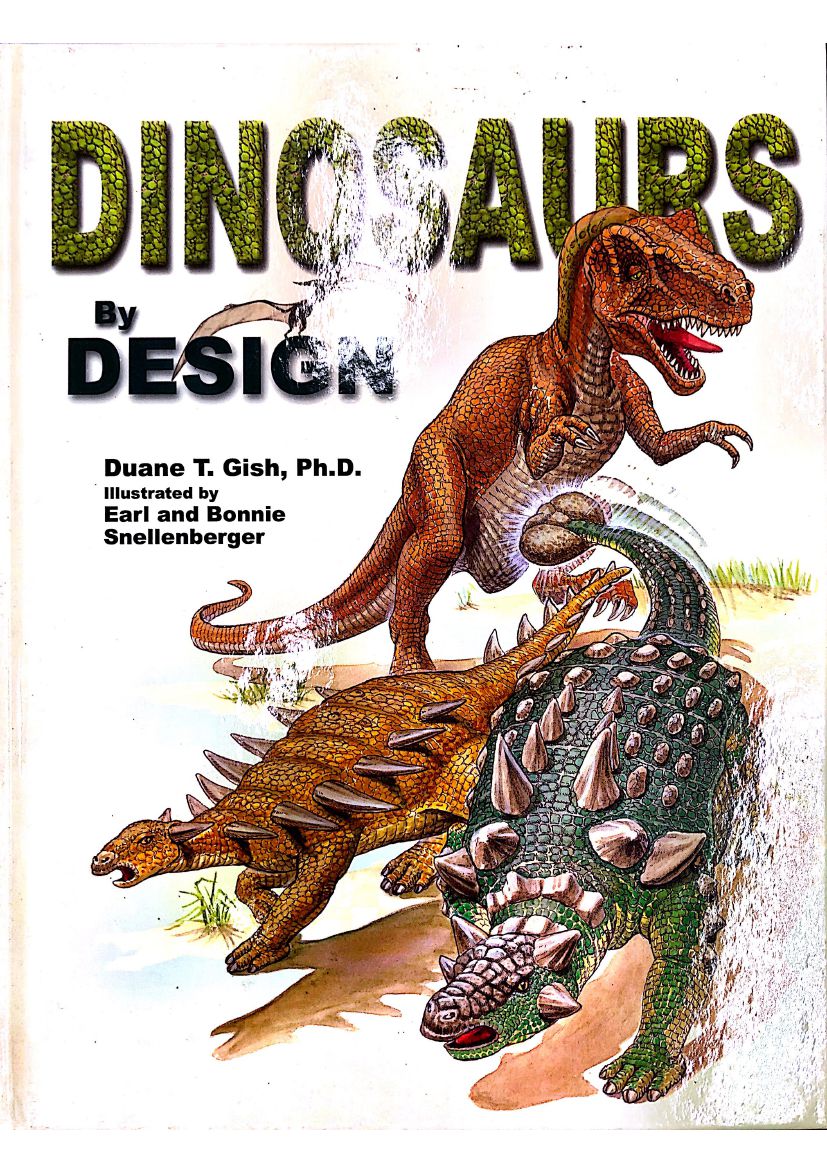 DINOSAURS
By
DESIGN
Duane T. Gish, Ph.D.
Illustrated by
Earl and Bonnie
Snellenberger